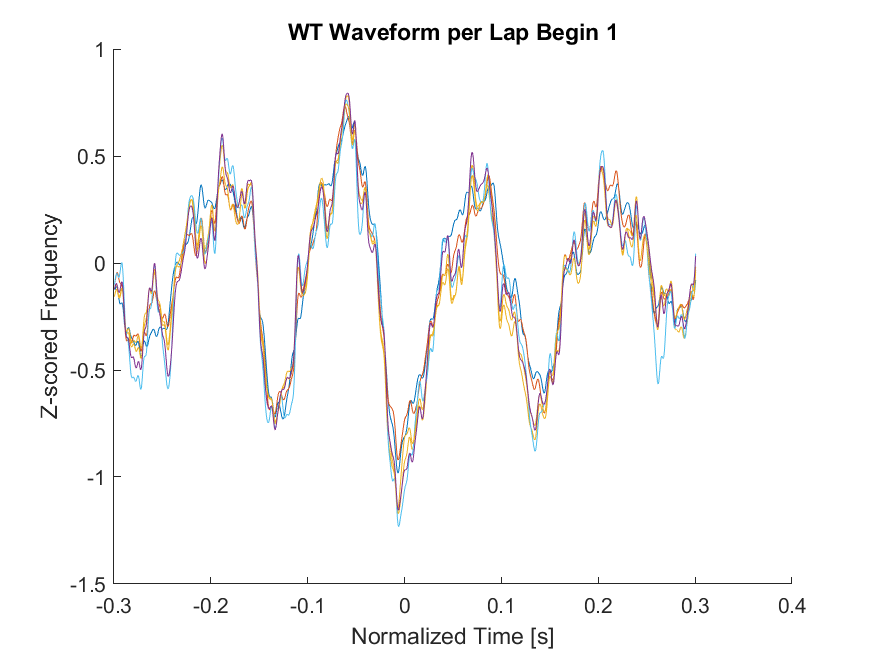 WT Waveform per Lap Begin 1
1
0.5
0
-0.5
-1
-1.5
Z-scored Frequency
-0.3 -0.2 -0.1 0 0.1 0.2 0.3 0.4
Normalized Time [s]